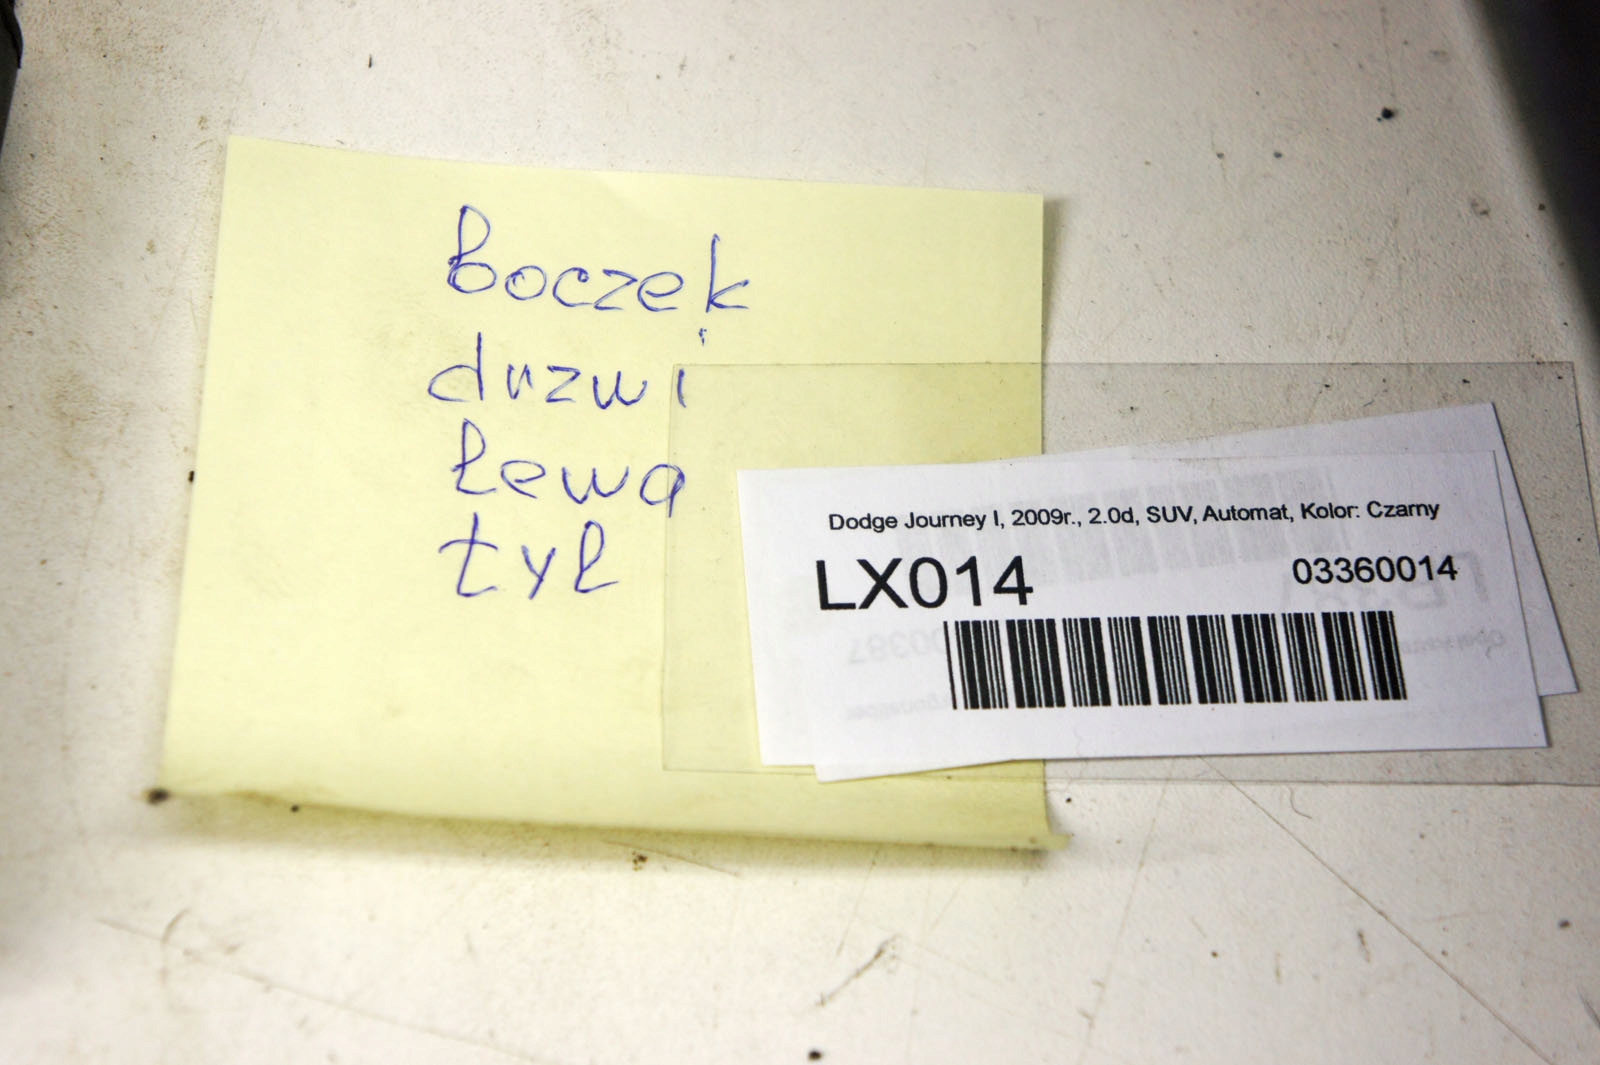 Boczek
drzwi
Lewa
tył
Dodge Journey I, 2009r., 2.0d, SUV, Automat, Kolor: Czarny
LX014
03360014